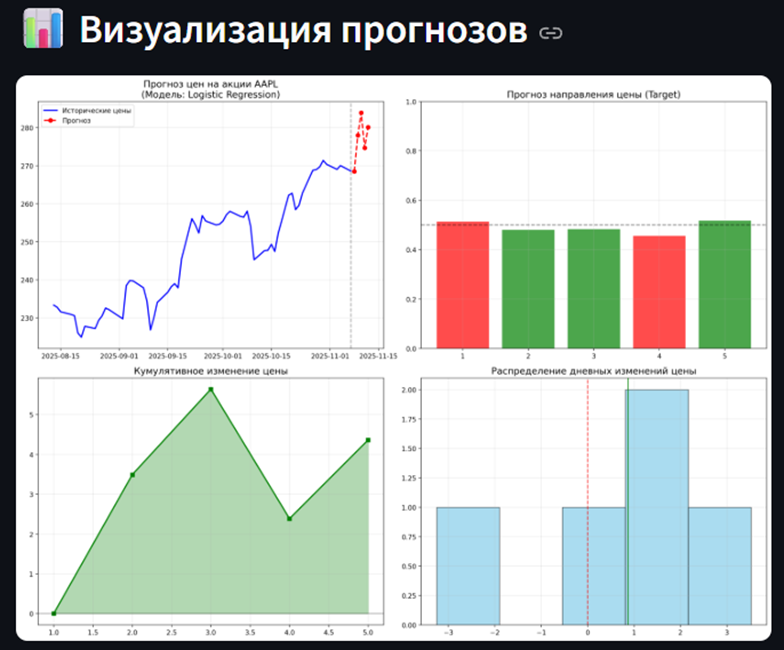 Визуализация прогнозов
Прогноз цен на акции AAPL
(Модель: Logistic Regression)
Исторические цены
Прогноз
280
270
260
250
240
230
2025-08-15 2025-09-01 2025-09-15 2025-10-01 2025-10-15 2025-11-01 2025-11-15
Прогноз направления цены (Target)
1.0
0.8
0.6
0.4
0.2
0.0
1 2 3 4 5
Кумулятивное изменение цены
5
4
3
2
1
0
1.0 1.5 2.0 2.5 3.0 3.5 4.0 4.5 5.0
Распределение дневных изменений цены
2.00
1.75
1.50
1.25
1.00
0.75
0.50
0.25
0.00
−3 −2 −1 0 1 2 3